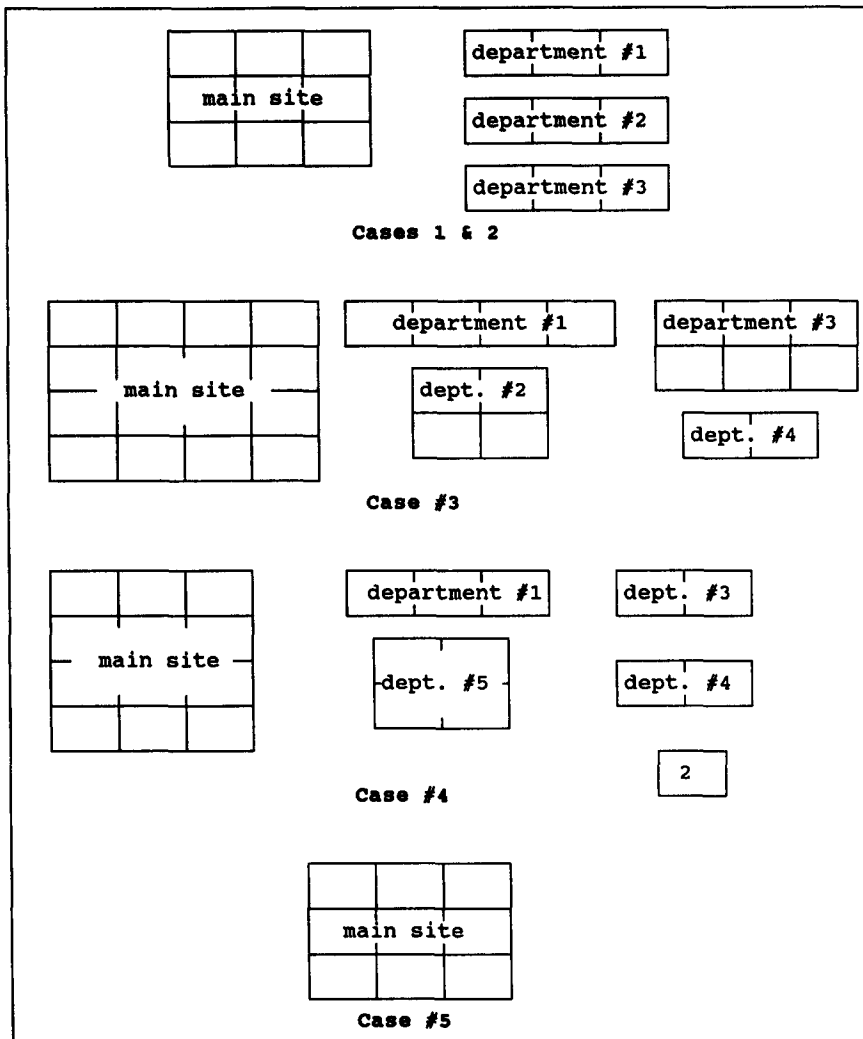 department #1
main site
department #2
department #3
Cases 1 & 2
department #1
department #3
main site
dept. #2
dept. #4
Case #3
department #1
dept. #3
main site
dept. #5
dept. #4
2
Case #4
main site
Case #5